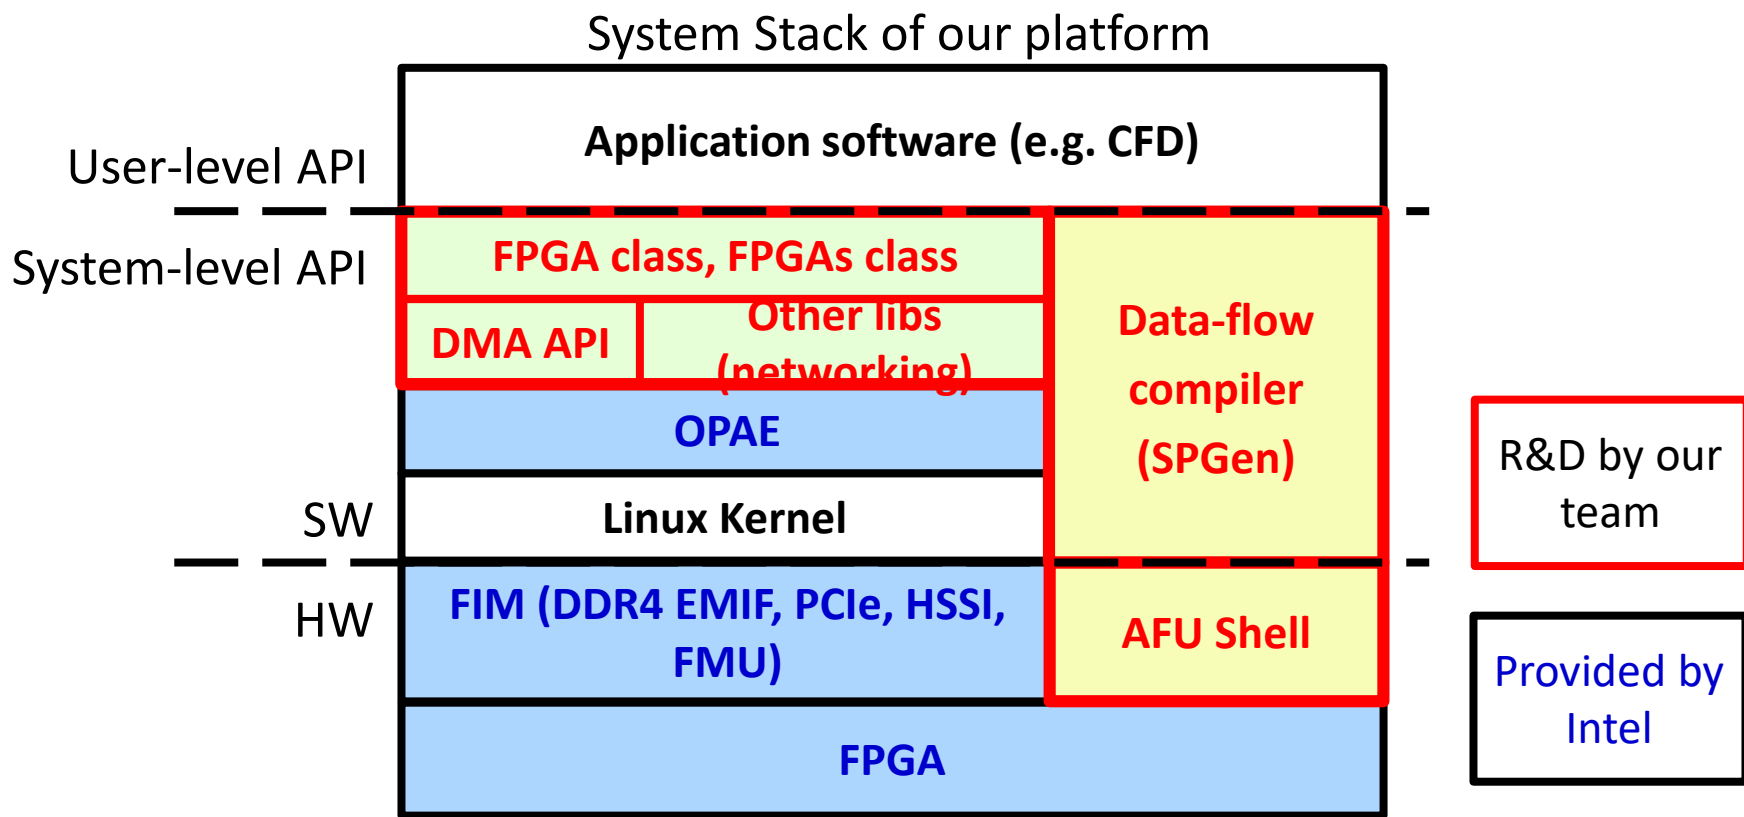 System Stack of our platform
Application software (e.g. CFD)
User-level API
System-level API
FPGA class, FPGAs class
DMA API
Other libs
(networking)
Data-flow
compiler
(SPGen)
OPAE
R&D by our
team
SW
Linux Kernel
HW
FIM (DDR4 EMIF, PCIe, HSSI,
FMU)
AFU Shell
Provided by
Intel
FPGA